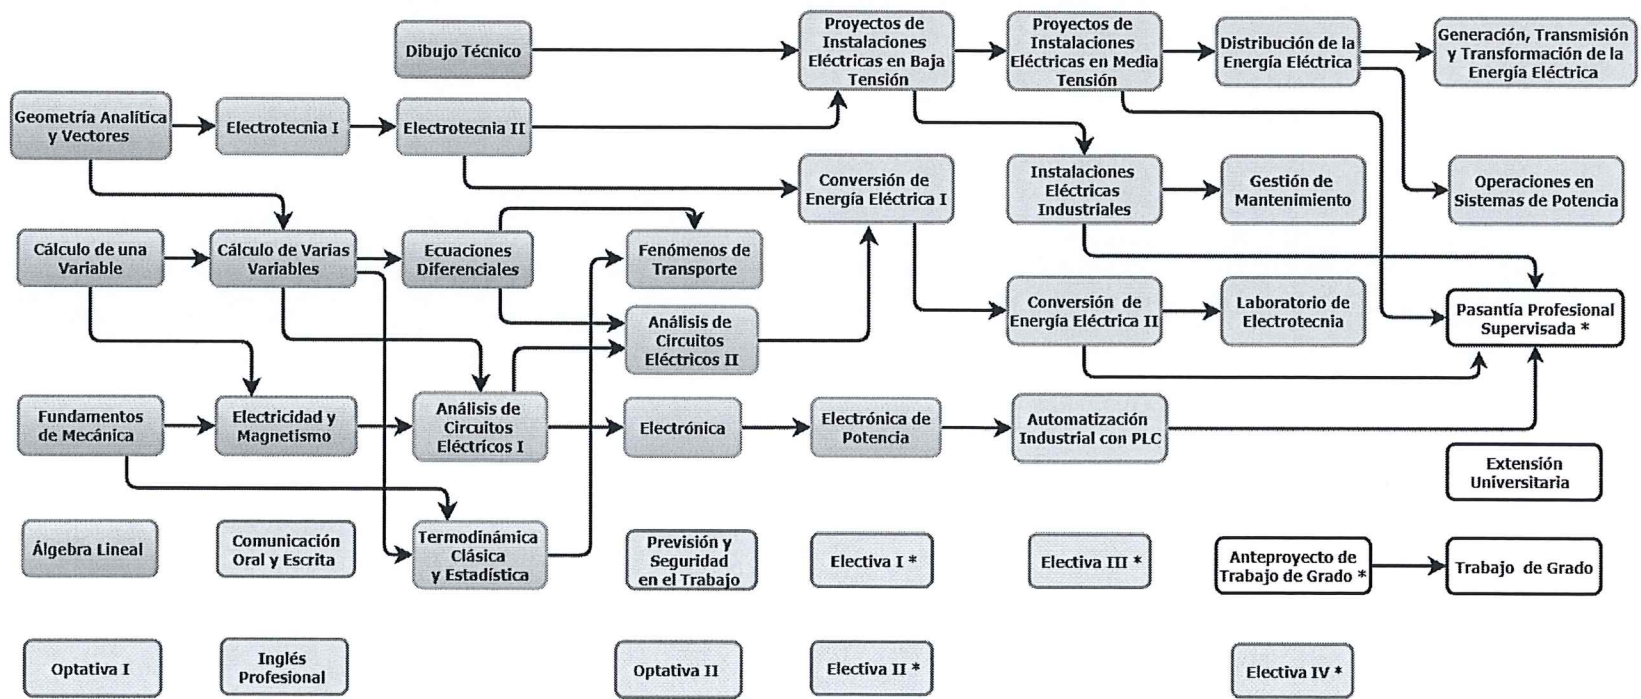 Dibujo Técnico
Proyectos de
Instalaciones
Eléctricas en Baja
Tensión
Proyectos de
Instalaciones
Eléctricas en Media
Tensión
Distribución de la
Energía Eléctrica
Generación, Transmisión
y Transformación de la
Energía Eléctrica
Geometría Analítica
y Vectores
Electrotecnia I
Electrotecnia II
Conversión de
Energía Eléctrica I
Instalaciones
Eléctricas
Industriales
Gestión de
Mantenimiento
Operaciones en
Sistemas de Potencia
Cálculo de una
Variable
Cálculo de Varias
Variables
Ecuaciones
Diferenciales
Fenómenos de
Transporte
Análisis de
Circuitos
Eléctricos II
Conversión de
Energía Eléctrica II
Laboratorio de
Electrotecnia
Pasantía Profesional
Supervisada *
Fundamentos
de Mecánica
Electricidad y
Magnetismo
Análisis de
Circuitos
Eléctricos I
Electrónica
Electrónica de
Potencia
Automatización
Industrial con PLC
Extensión
Universitaria
Álgebra Lineal
Comunicación
Oral y Escrita
Termodinámica
Clásica
y Estadística
Previsión y
Seguridad
en el Trabajo
Electiva I *
Electiva III *
Anteproyecto de
Trabajo de Grado *
Trabajo de Grado
Optativa I
Inglés
Profesional
Optativa II
Electiva II *
Electiva IV *